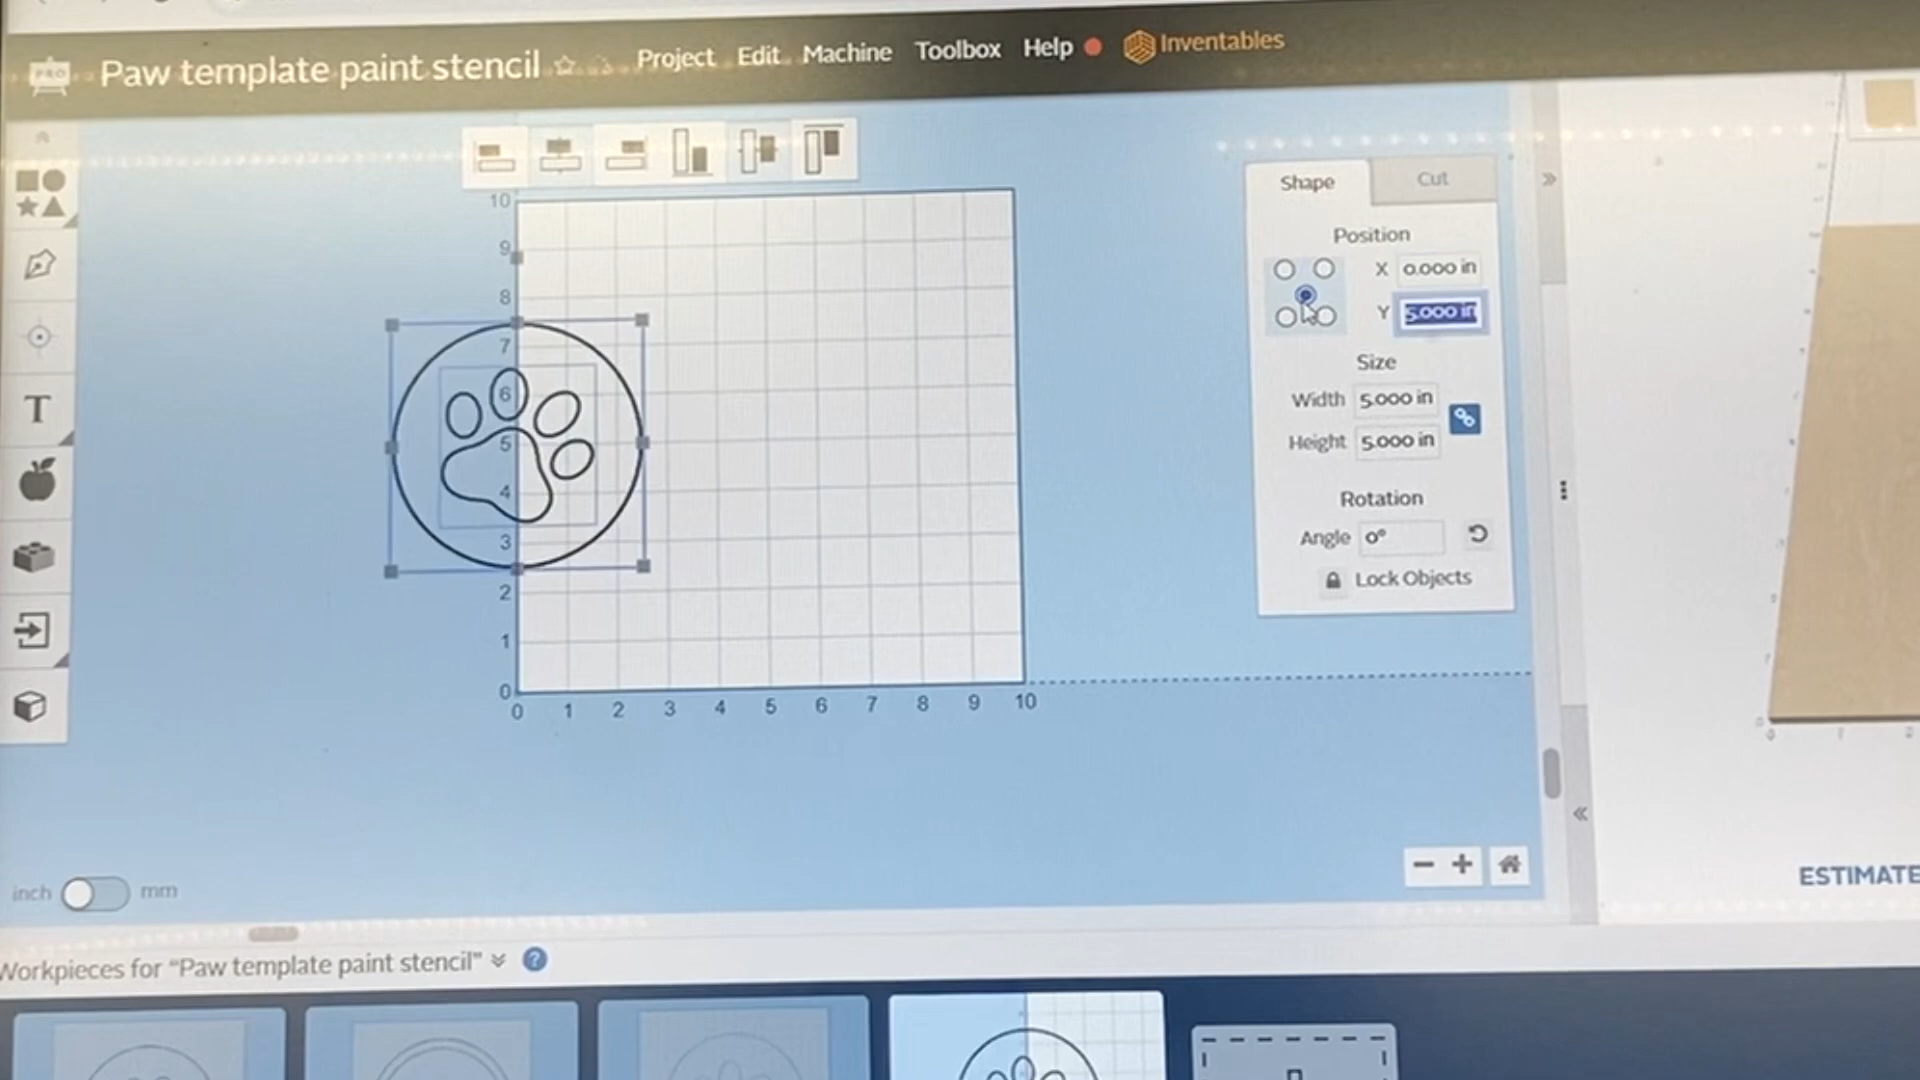 PRO
Paw template paint stencil
Project Edit Machine Toolbox Help
Inventables
Shape
Cut
Position
X 0.000 in
Y 5.000 in
Size
Width 5.000 in
Height 5.000 in
Rotation
Angle 0°
Lock Objects
T
10
9
8
7
6
5
4
3
2
1
0
0 1 2 3 4 5 6 7 8 9 10
inch
mm
ESTIMATE
Workpieces for "Paw template paint stencil"
?